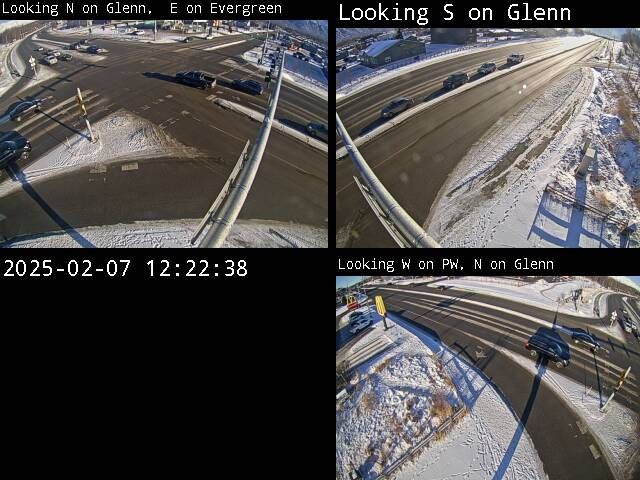 Looking N on Glenn,  E on Evergreen
Looking S on Glenn
2025-02-07 12:22:38
Looking W on PW, N on Glenn